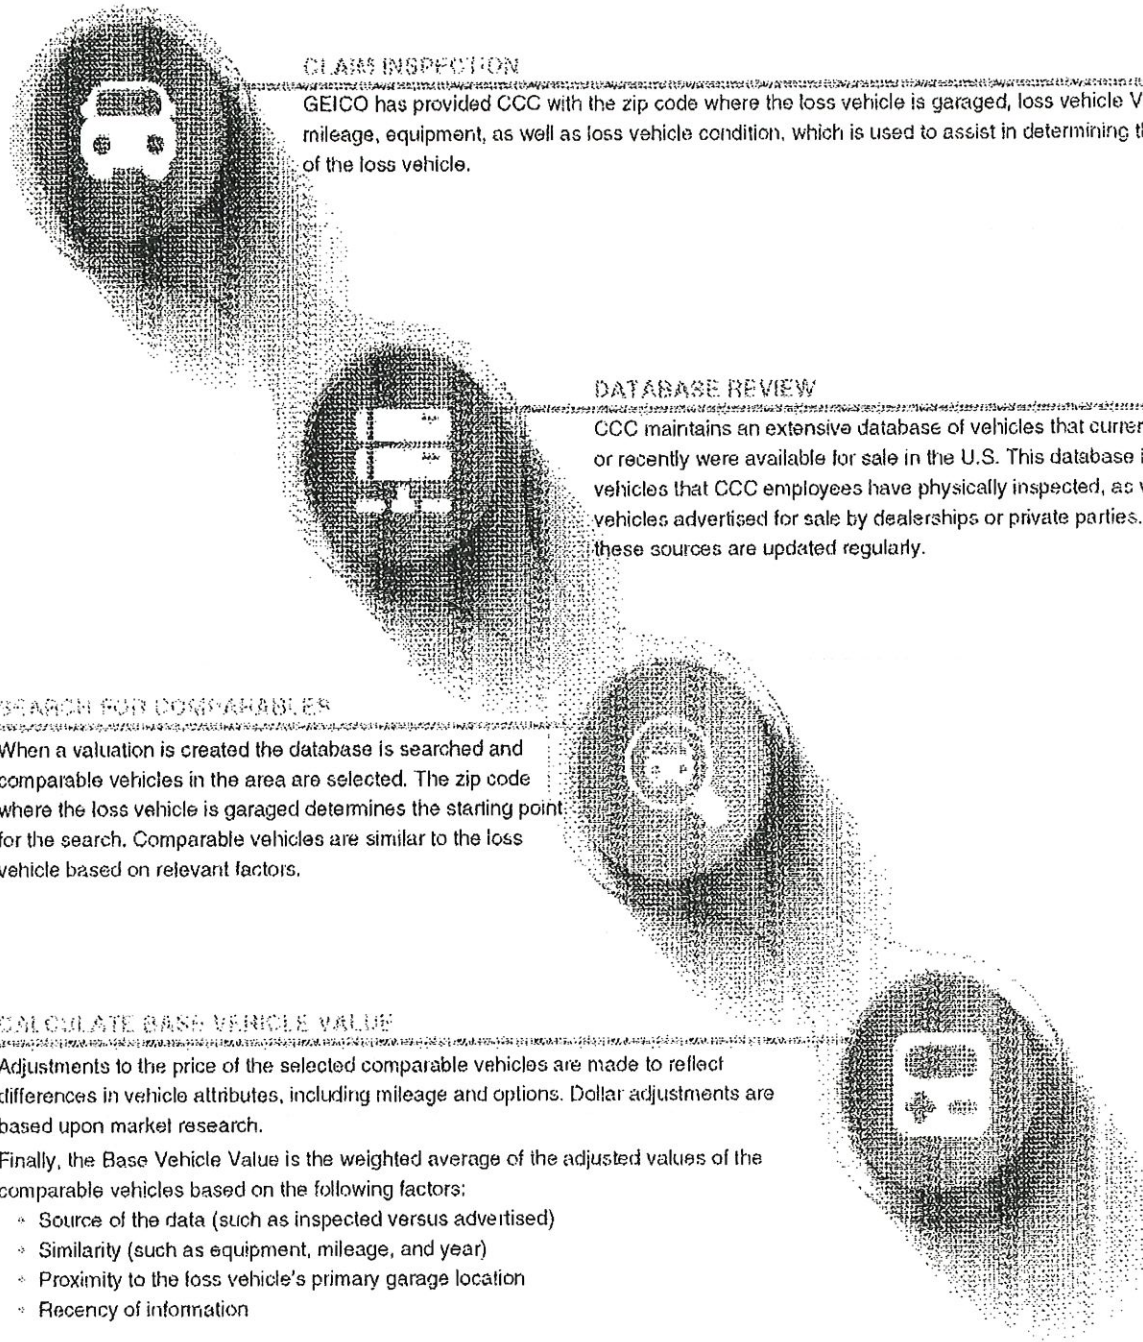 CLAIM INSPECTION
GEICO has provided CCC with the zip code where the loss vehicle is garaged, loss vehicle V
mileage, equipment, as well as loss vehicle condition, which is used to assist in determining t
of the loss vehicle.
DATABASE REVIEW
CCC maintains an extensive database of vehicles that curren
or recently were available for sale in the U.S. This database i
vehicles that CCC employees have physically inspected, as w
vehicles advertised for sale by dealerships or private parties.
these sources are updated regularly.
SEARCH FOR COMPARABLES
When a valuation is created the database is searched and
comparable vehicles in the area are selected. The zip code
where the loss vehicle is garaged determines the starting point
for the search. Comparable vehicles are similar to the loss
vehicle based on relevant factors.
CALCULATE BASE VEHICLE VALUE
Adjustments to the price of the selected comparable vehicles are made to reflect
differences in vehicle attributes, including mileage and options. Dollar adjustments are
based upon market research.
Finally, the Base Vehicle Value is the weighted average of the adjusted values of the
comparable vehicles based on the following factors:
• Source of the data (such as inspected versus advertised)
• Similarity (such as equipment, mileage, and year)
• Proximity to the loss vehicle's primary garage location
• Recency of information